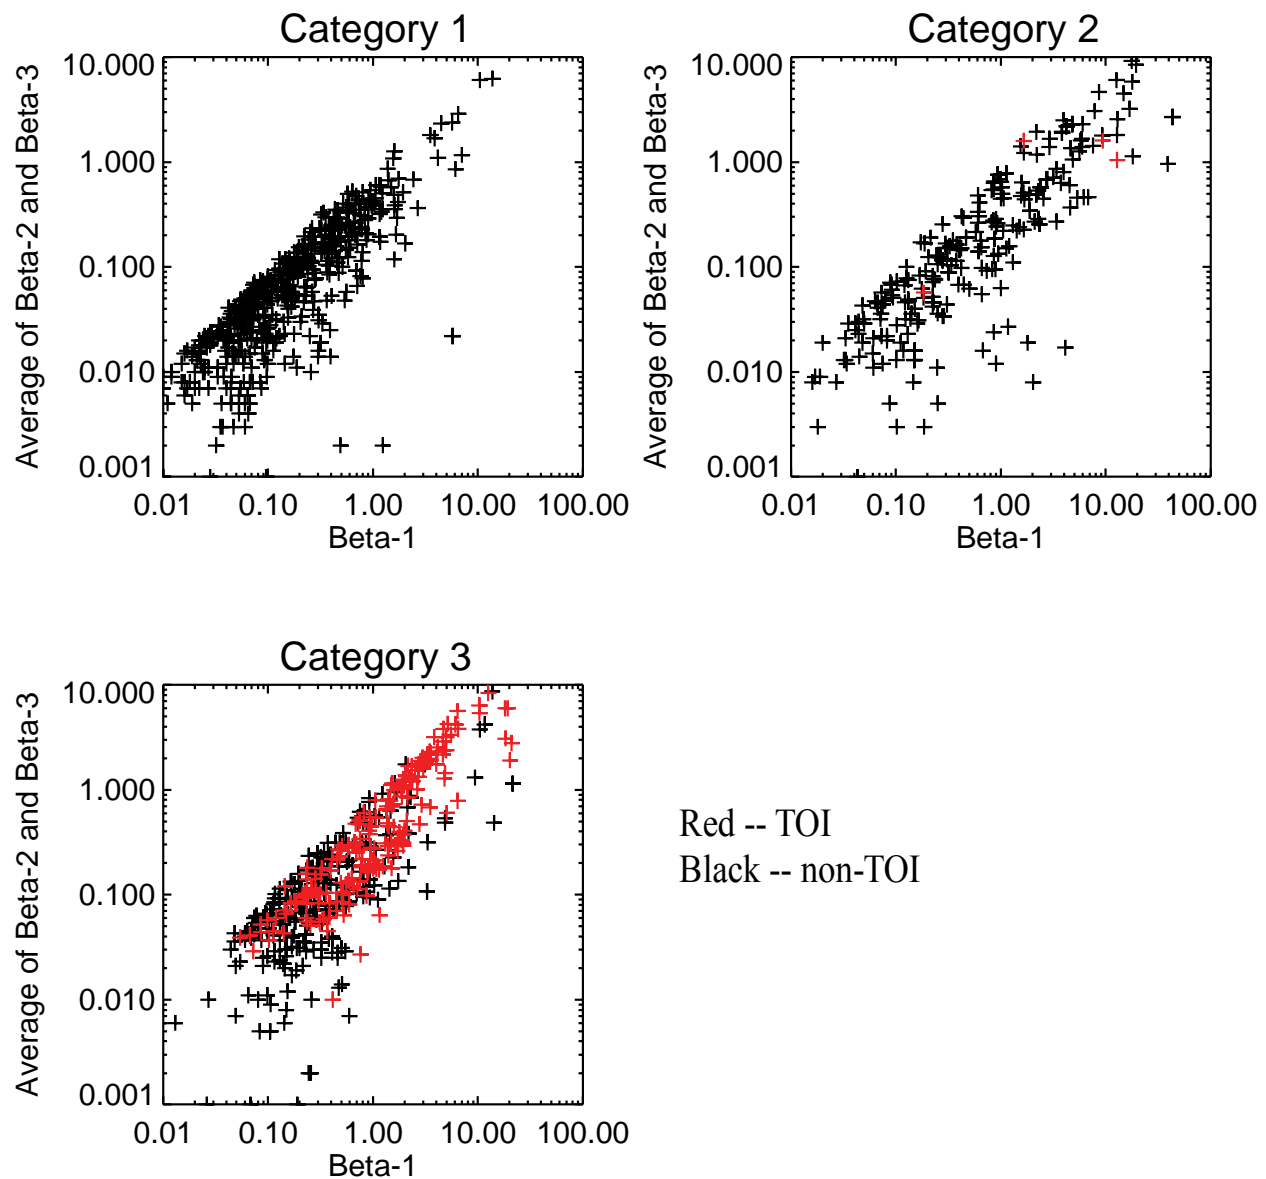 Category 1
10.000
1.000
0.100
0.010
0.001
Average of Beta-2 and Beta-3
0.01 0.10 1.00 10.00 100.00
Beta-1
Category 2
10.000
1.000
0.100
0.010
0.001
Average of Beta-2 and Beta-3
0.01 0.10 1.00 10.00 100.00
Beta-1
Category 3
10.000
1.000
0.100
0.010
0.001
Average of Beta-2 and Beta-3
0.01 0.10 1.00 10.00 100.00
Beta-1
Red -- TOI
Black -- non-TOI